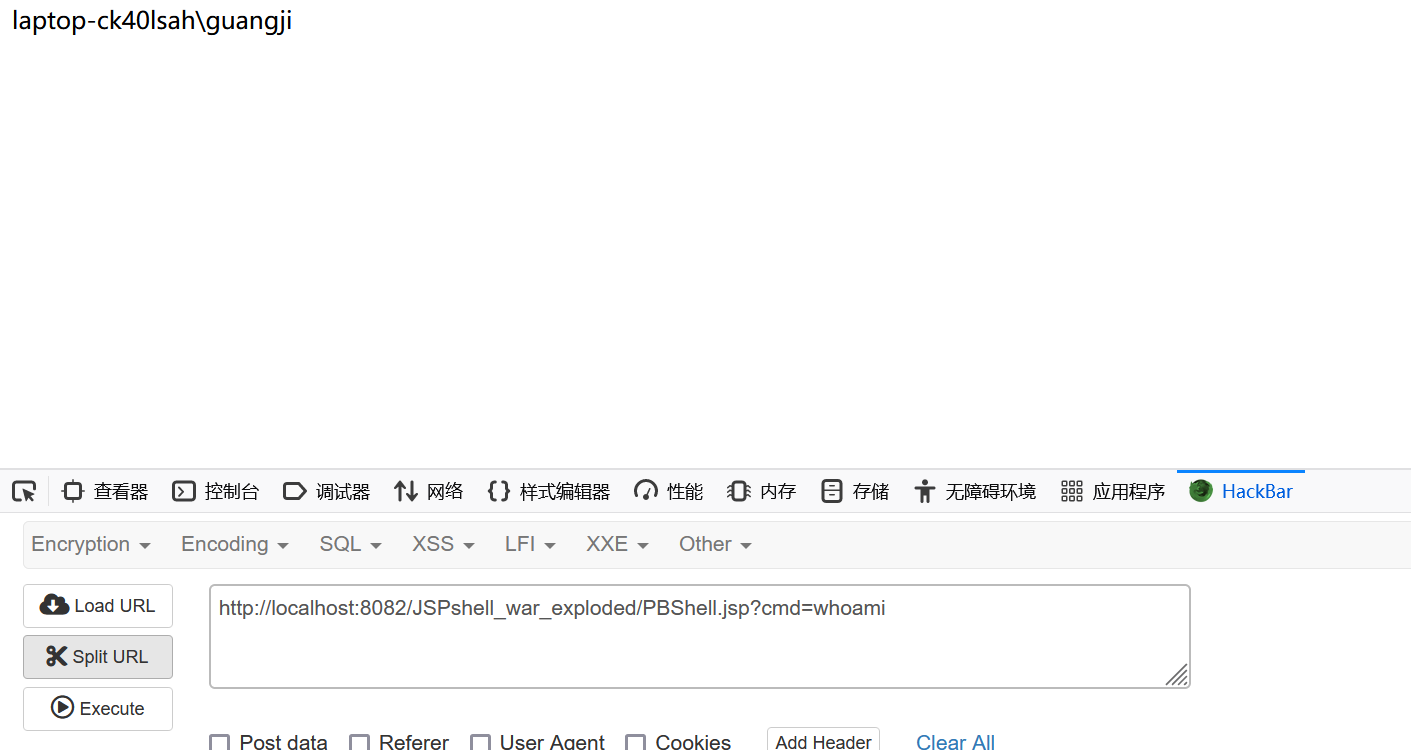 laptop-ck40lsah\guangji
查看器 控制台 调试器 网络 样式编辑器 性能 内存 存储 无障碍环境 应用程序 HackBar
Encryption Encoding SQL XSS LFI XXE Other
Load URL http://localhost:8082/JSPshell_war_exploded/PBShell.jsp?cmd=whoami
Split URL
Execute
Post data Referer User Agent Cookies Add Header Clear All